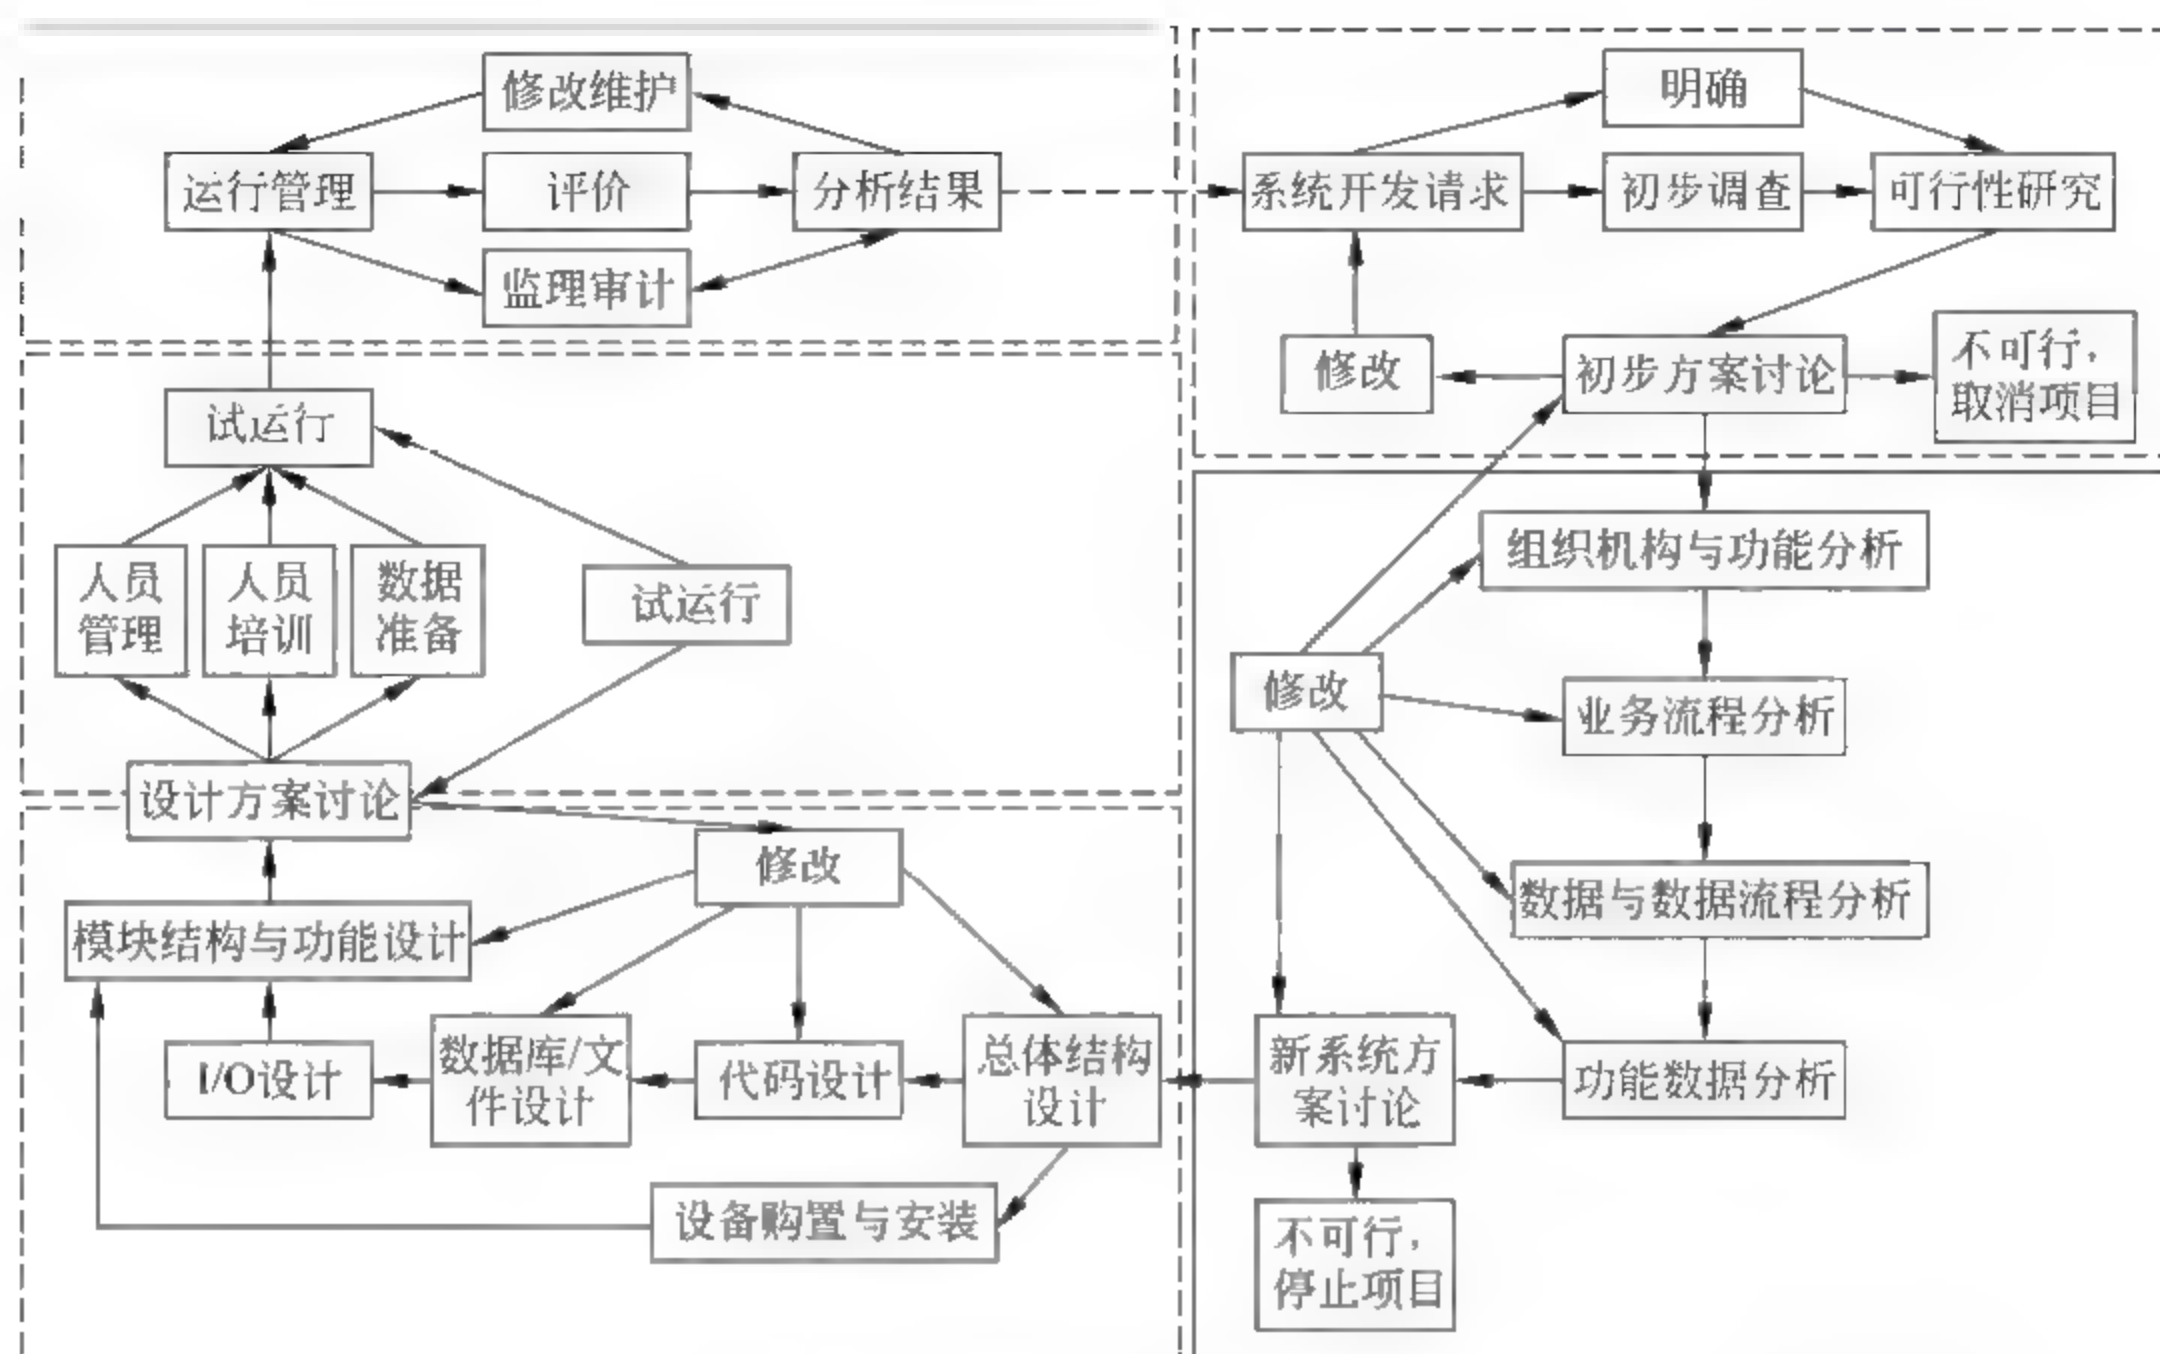 修改维护
运行管理
评价
分析结果
监理审计
明确
系统开发请求
初步调查
可行性研究
修改
初步方案讨论
不可行，
取消项目
试运行
人员
管理
人员
培训
数据
准备
试运行
设计方案讨论
修改
模块结构与功能设计
I/O设计
数据库/文
件设计
代码设计
总体结构
设计
设备购置与安装
组织机构与功能分析
修改
业务流程分析
数据与数据流程分析
新系统方
案讨论
功能数据分析
不可行，
停止项目